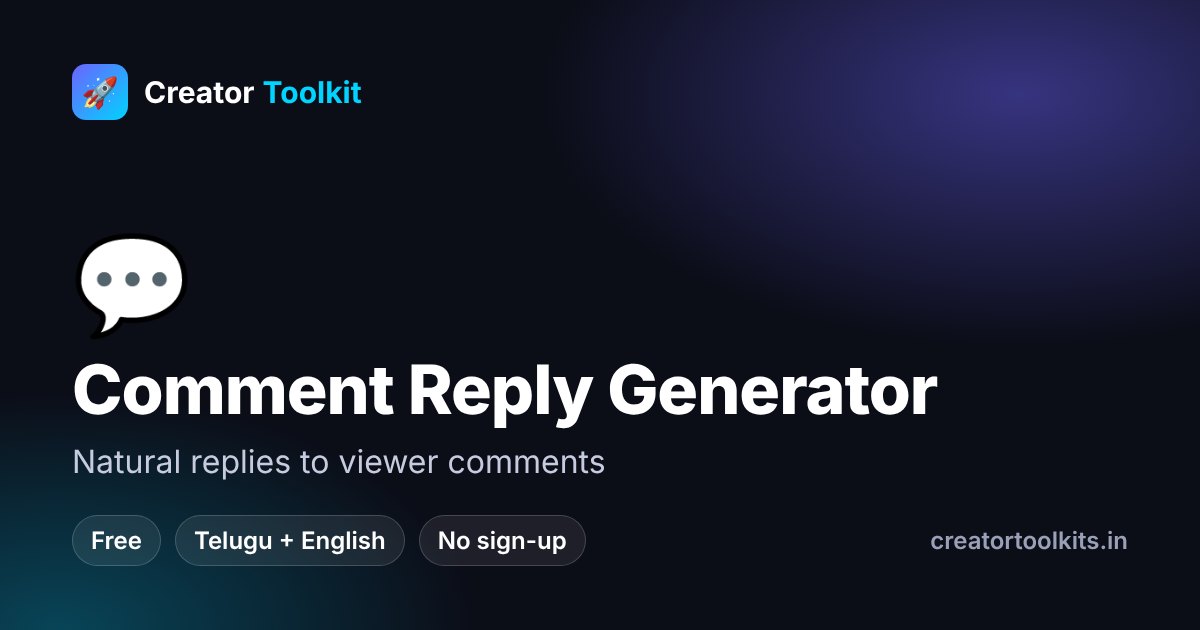 Creator Toolkit
Comment Reply Generator
Natural replies to viewer comments
Free
Telugu + English
No sign-up
creatortoolkits.in